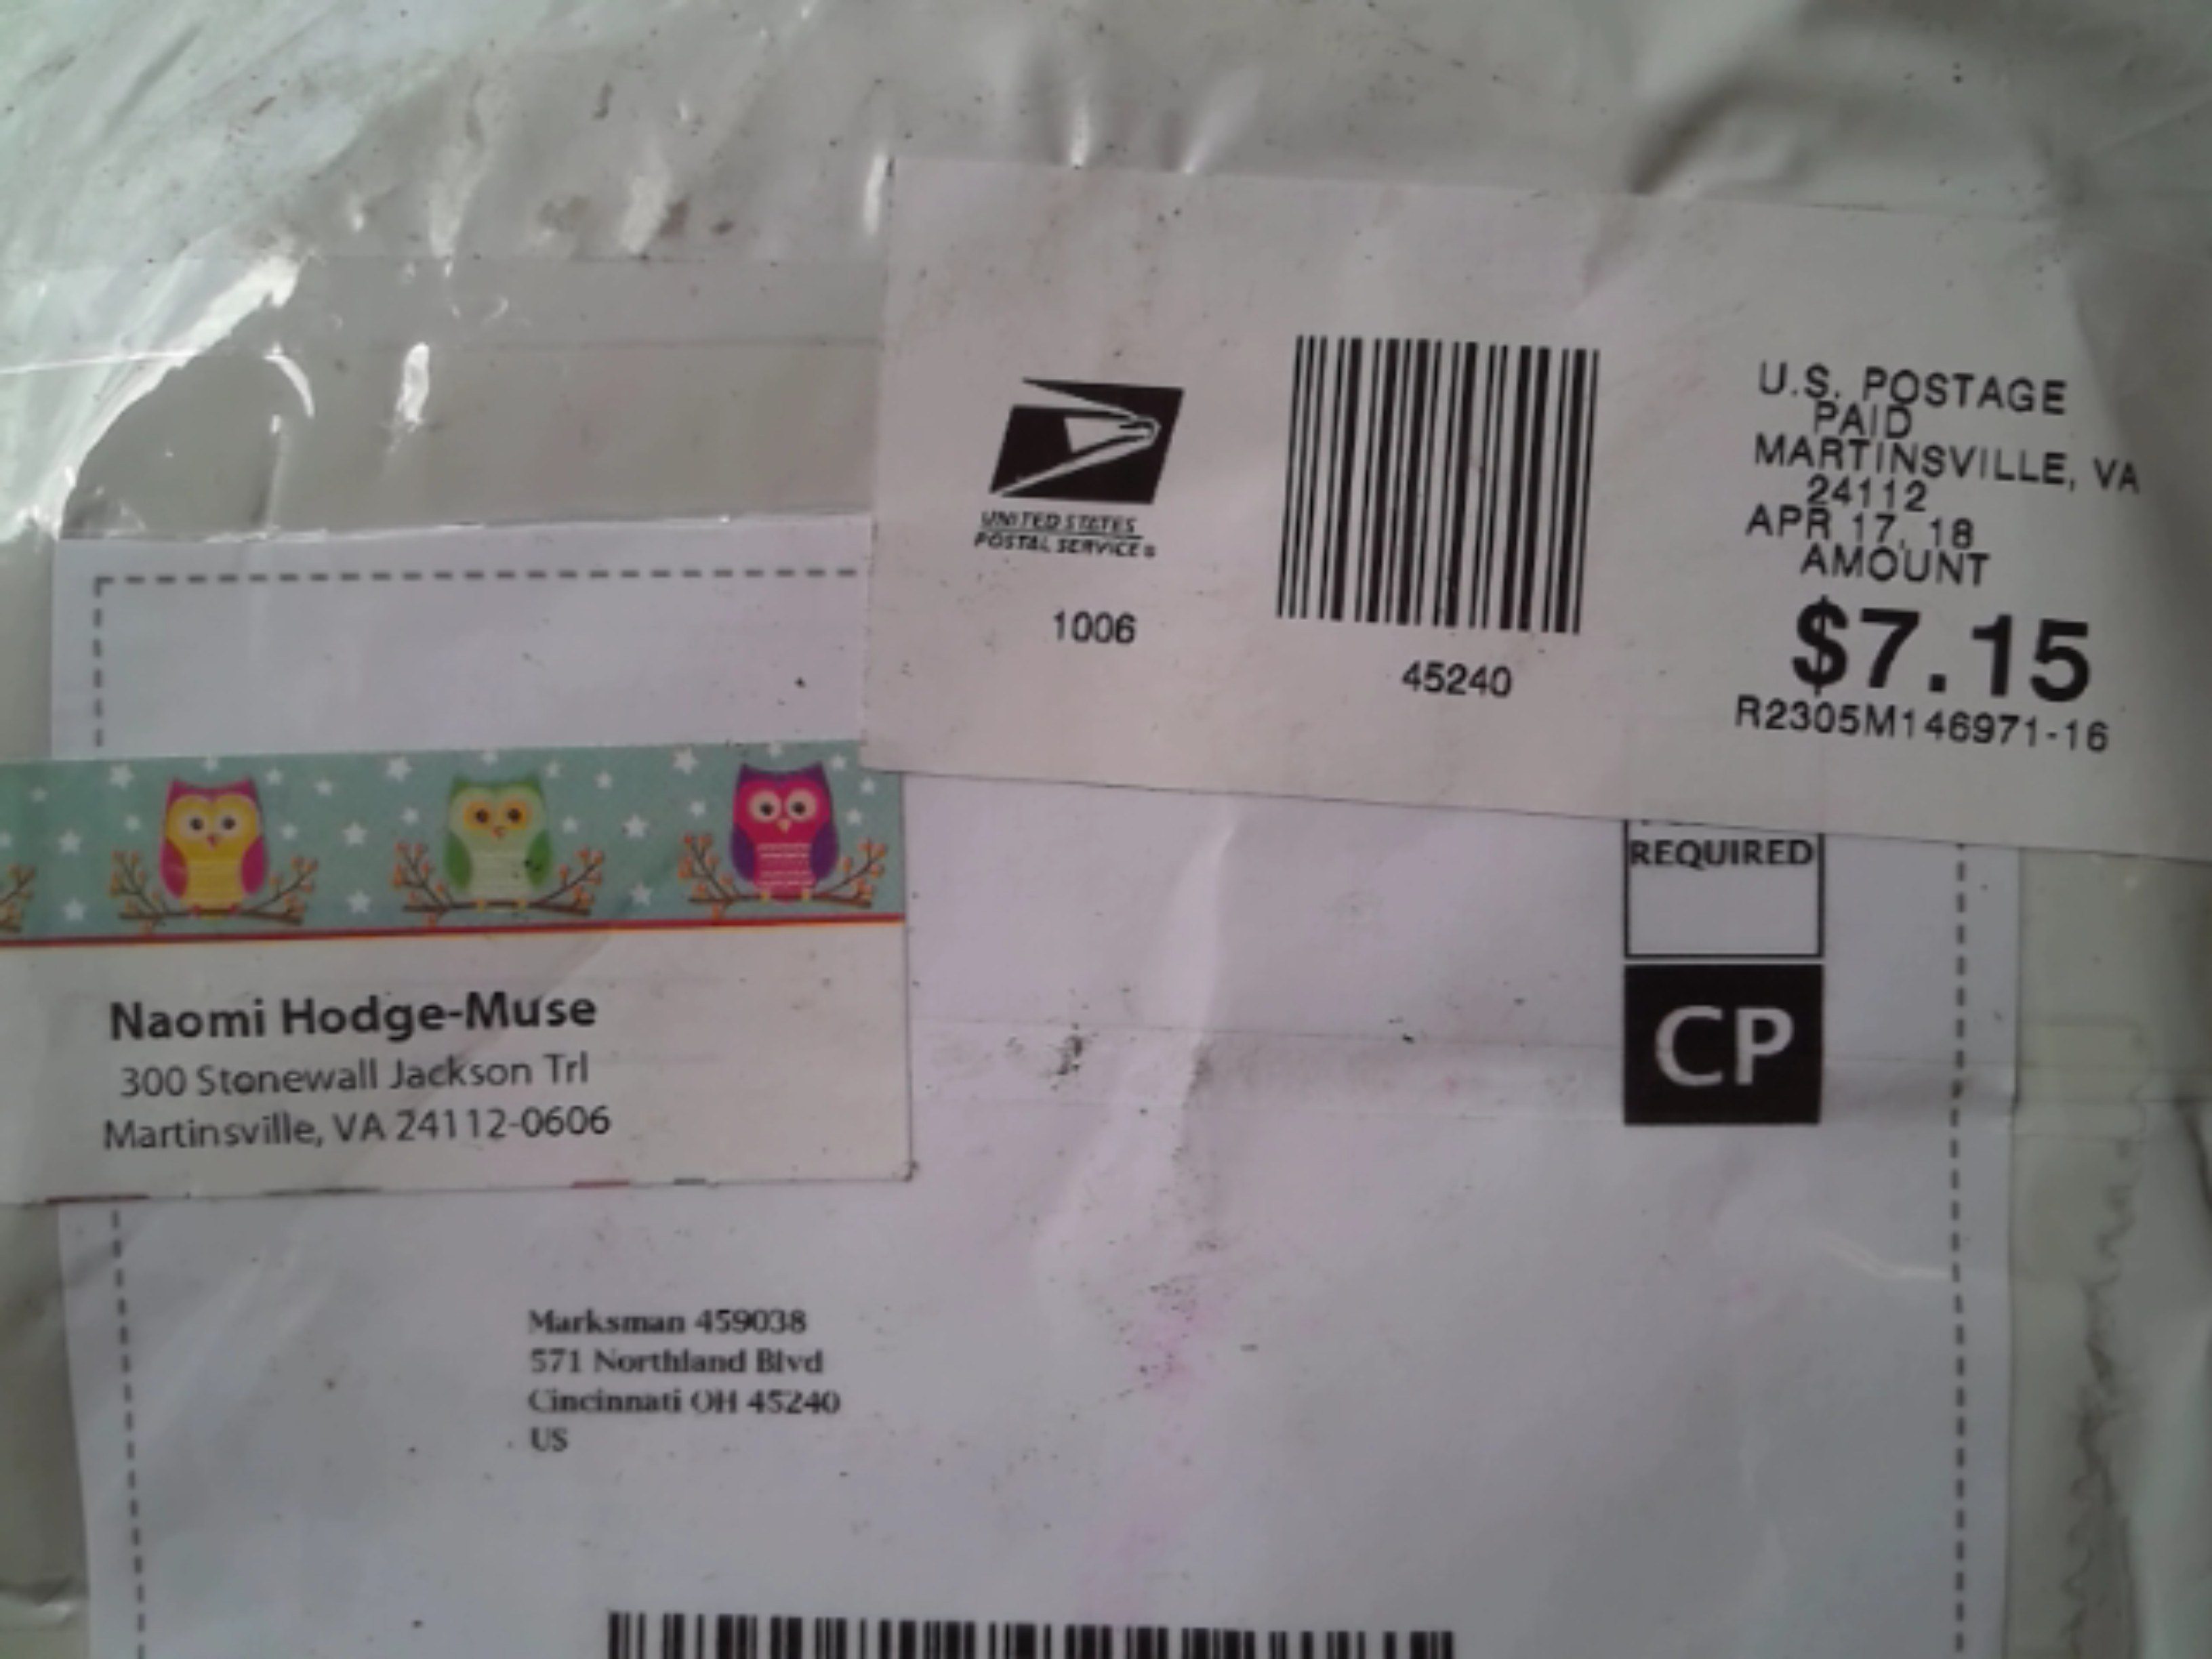 UNITED STATES
POSTAL SERVICE®
1006
45240
U.S. POSTAGE
PAID
MARTINSVILLE, VA
24112
APR 17, 18
AMOUNT
$7.15
R2305M146971-16
REQUIRED
CP
Naomi Hodge-Muse
300 Stonewall Jackson Trl
Martinsville, VA 24112-0606
Marksman 459038
571 Northland Blvd
Cincinnati OH 45240
US